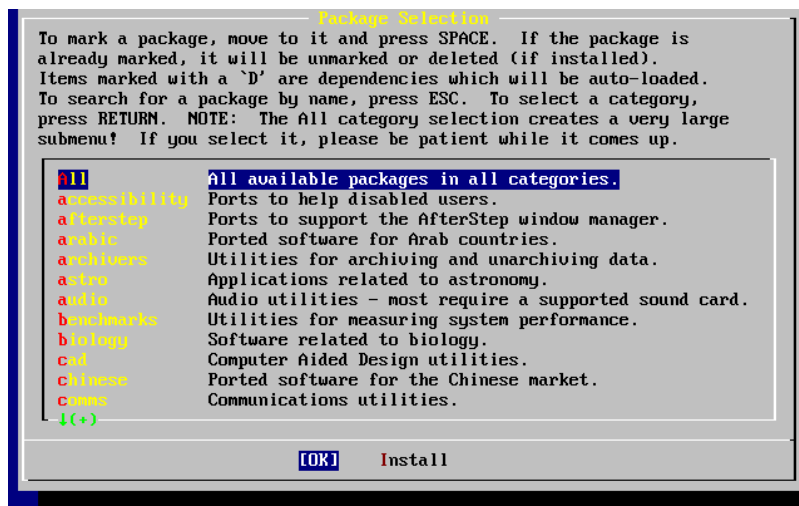 Package Selection
To mark a package, move to it and press SPACE.  If the package is
already marked, it will be unmarked or deleted (if installed).
Items marked with a `D' are dependencies which will be auto-loaded.
To search for a package by name, press ESC.  To select a category,
press RETURN.  NOTE:  The All category selection creates a very large
submenu!  If you select it, please be patient while it comes up.
All All available packages in all categories.
accessibility Ports to help disabled users.
afterstep Ports to support the AfterStep window manager.
arabic Ported software for Arab countries.
archivers Utilities for archiving and unarchiving data.
astro Applications related to astronomy.
audio Audio utilities - most require a supported sound card.
benchmarks Utilities for measuring system performance.
biology Software related to biology.
cad Computer Aided Design utilities.
chinese Ported software for the Chinese market.
comms Communications utilities.
↓(+)
[OK] Install